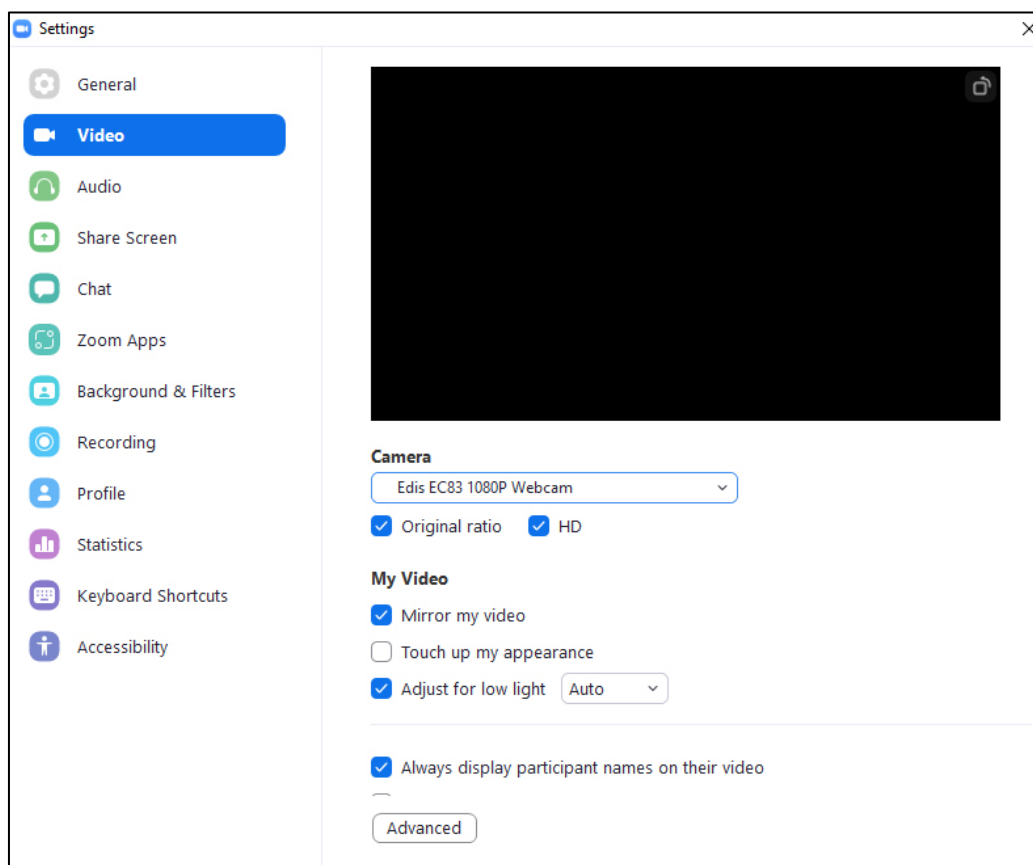 Settings
General
Video
Audio
Share Screen
Chat
Zoom Apps
Background & Filters
Recording
Profile
Statistics
Keyboard Shortcuts
Accessibility
Camera
Edis EC83 1080P Webcam
Original ratio HD
My Video
Mirror my video
Touch up my appearance
Adjust for low light Auto
Always display participant names on their video
Advanced